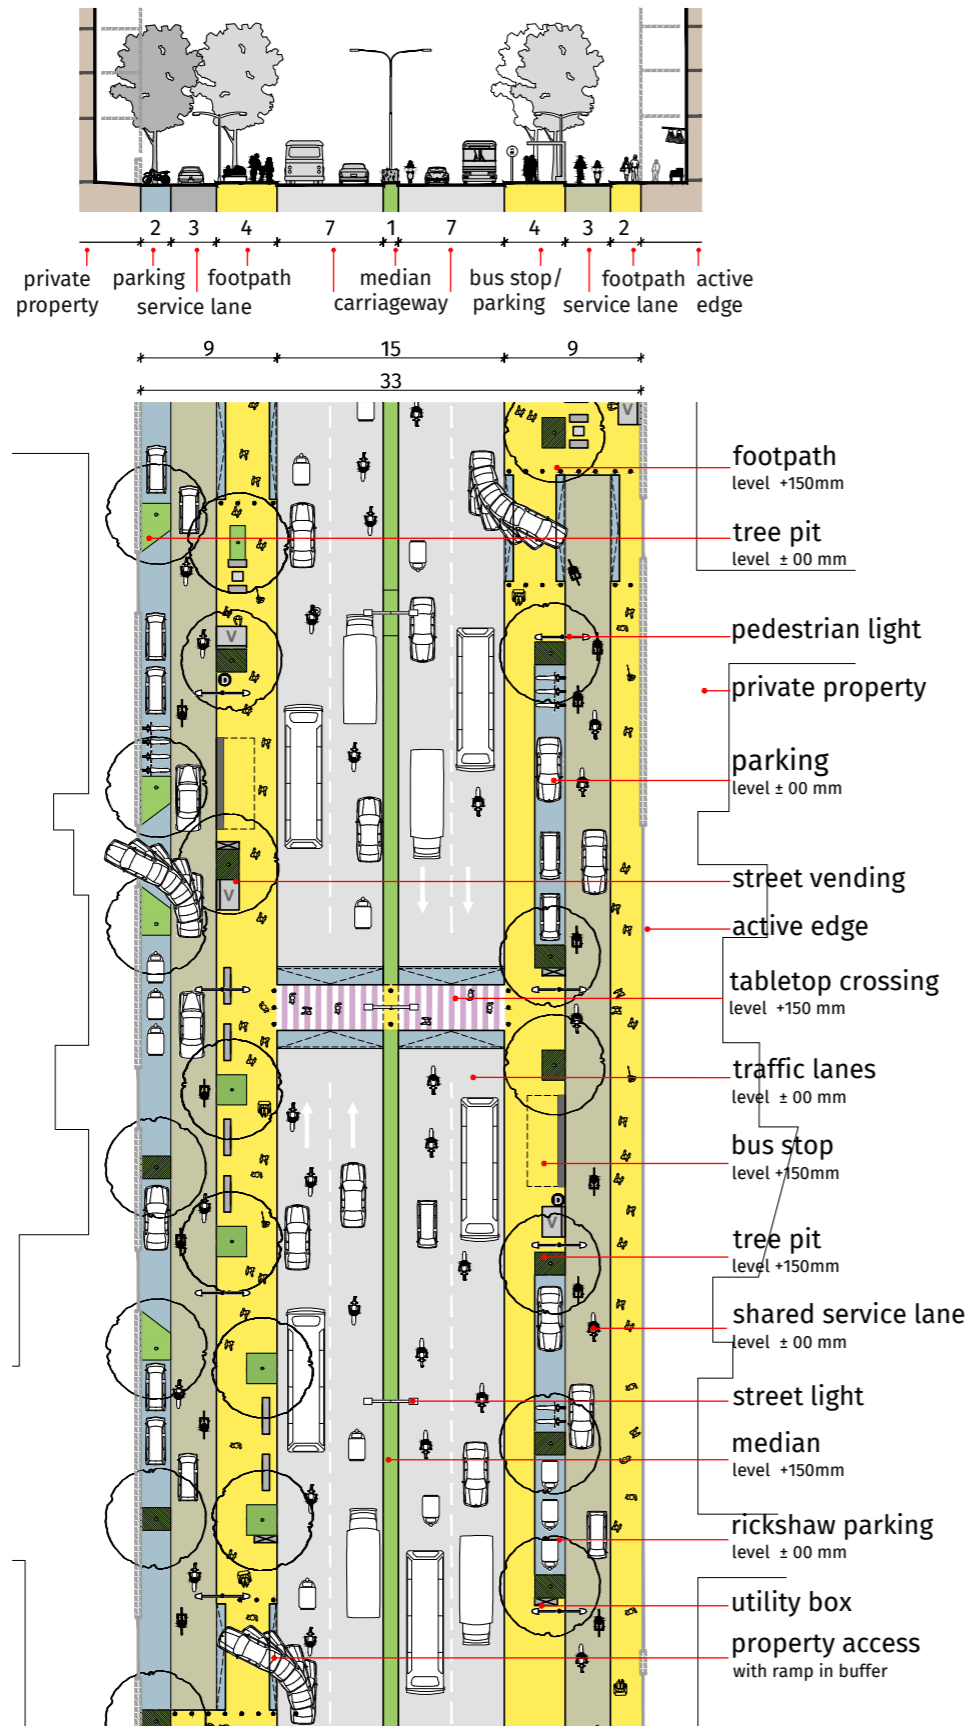 2 3 4 7 1 7 4 3 2
private property
parking
service lane
footpath
median
carriageway
bus stop/
parking
service lane
footpath
active
edge
9 15 9
33
V
footpath
level +150mm
tree pit
level ± 00 mm
pedestrian light
V
D
private property
parking
level ± 00 mm
street vending
V
active edge
tabletop crossing
level +150 mm
traffic lanes
level ± 00 mm
bus stop
level +150mm
D
V
tree pit
level +150mm
shared service lane
level ± 00 mm
street light
median
level +150mm
rickshaw parking
level ± 00 mm
utility box
property access
with ramp in buffer